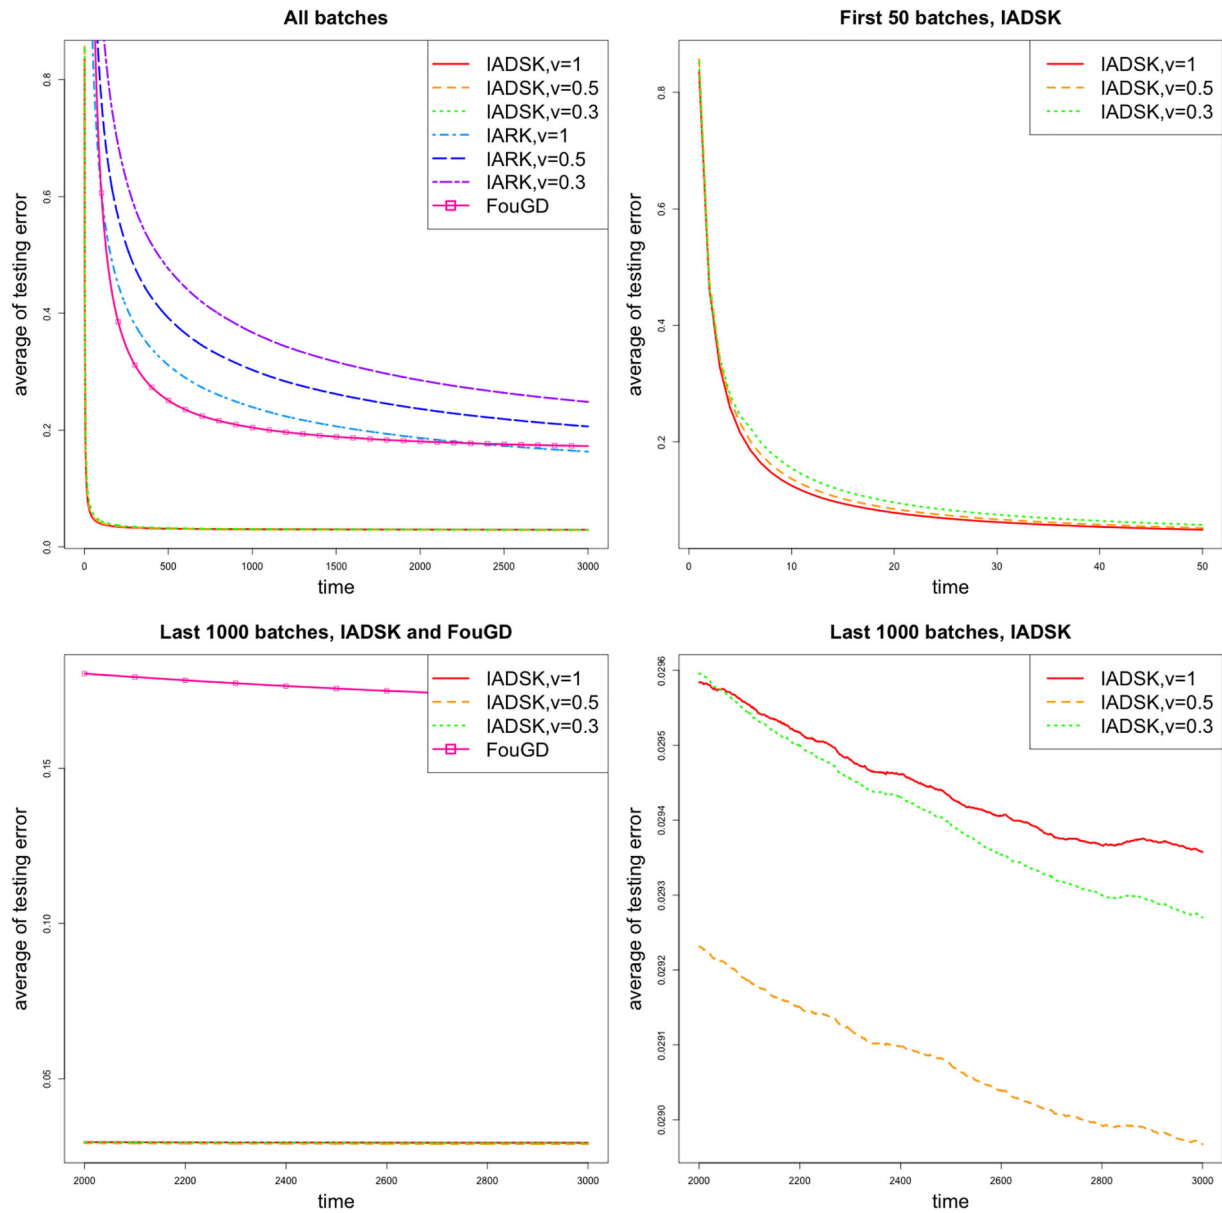 All batches
average of testing error
0.0
0.2
0.4
0.6
0.8
IADSK,v=1
IADSK,v=0.5
IADSK,v=0.3
IARK,v=1
IARK,v=0.5
IARK,v=0.3
FouGD
0
500
1000
1500
2000
2500
3000
time
First 50 batches, IADSK
average of testing error
0.2
0.4
0.6
0.8
IADSK,v=1
IADSK,v=0.5
IADSK,v=0.3
0
10
20
30
40
50
time
Last 1000 batches, IADSK and FouGD
average of testing error
0.05
0.10
0.15
IADSK,v=1
IADSK,v=0.5
IADSK,v=0.3
FouGD
2000
2200
2400
2600
2800
3000
time
Last 1000 batches, IADSK
average of testing error
0.0290
0.0291
0.0292
0.0293
0.0294
0.0295
0.0296
IADSK,v=1
IADSK,v=0.5
IADSK,v=0.3
2000
2200
2400
2600
2800
3000
time